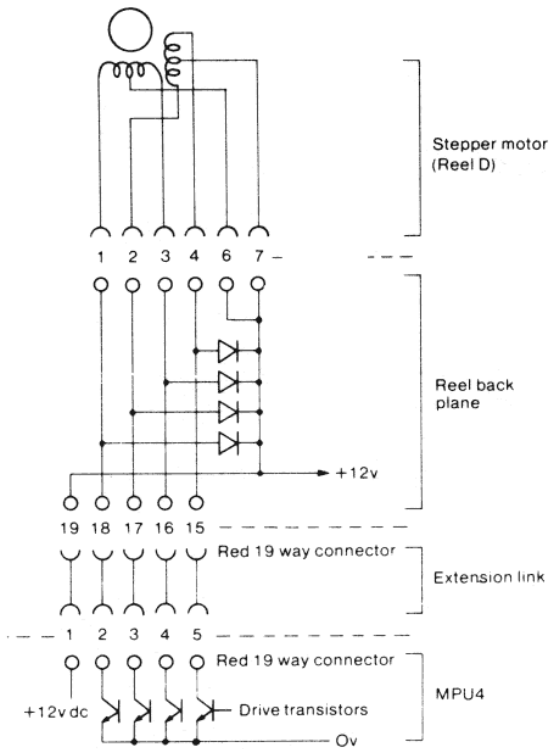 Stepper motor
(Reel D)
1 2 3 4 6 7
Reel back
plane
+12v
19 18 17 16 15
Red 19 way connector
Extension link
1 2 3 4 5
Red 19 way connector
MPU4
+12v dc
Drive transistors
Ov